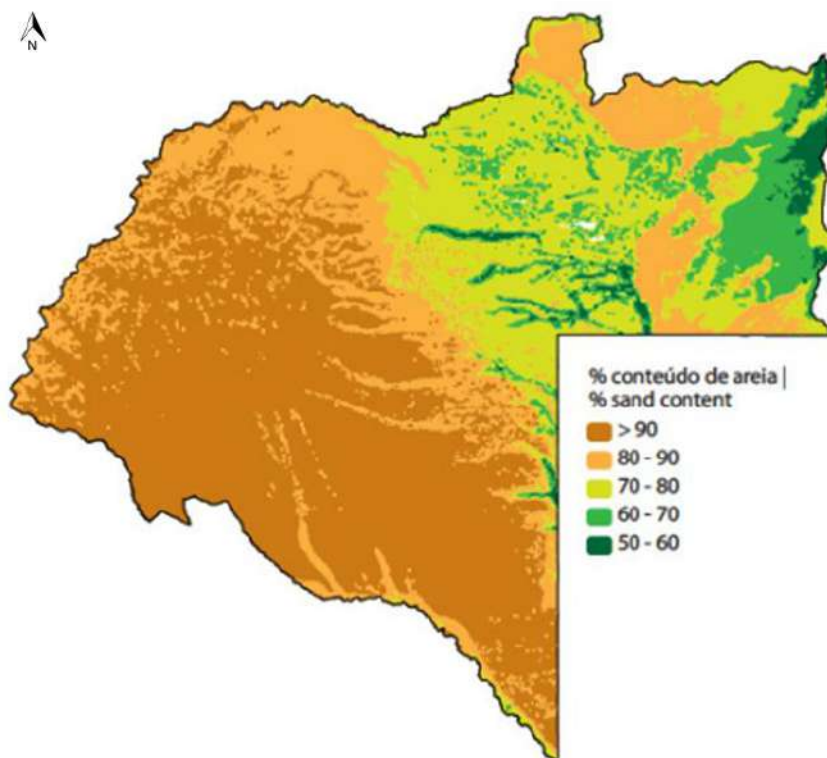 N
% conteúdo de areia |
% sand content
> 90
80 - 90
70 - 80
60 - 70
50 - 60